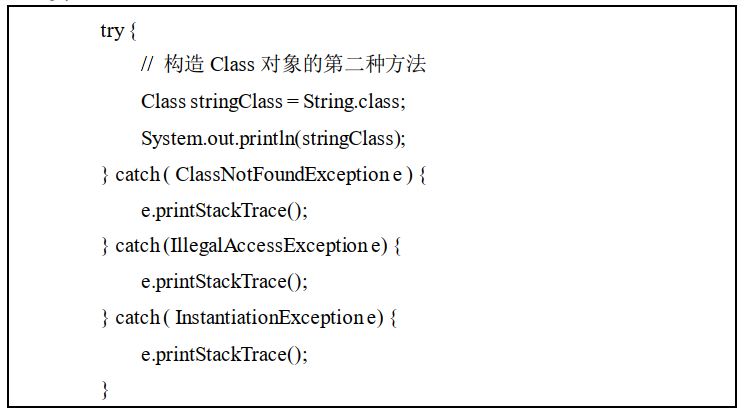 try {
// 构造 Class 对象的第二种方法
Class stringClass = String.class;
System.out.println(stringClass);
} catch ( ClassNotFoundException e ) {
e.printStackTrace();
} catch (IllegalAccessException e) {
e.printStackTrace();
} catch ( InstantiationException e) {
e.printStackTrace();
}